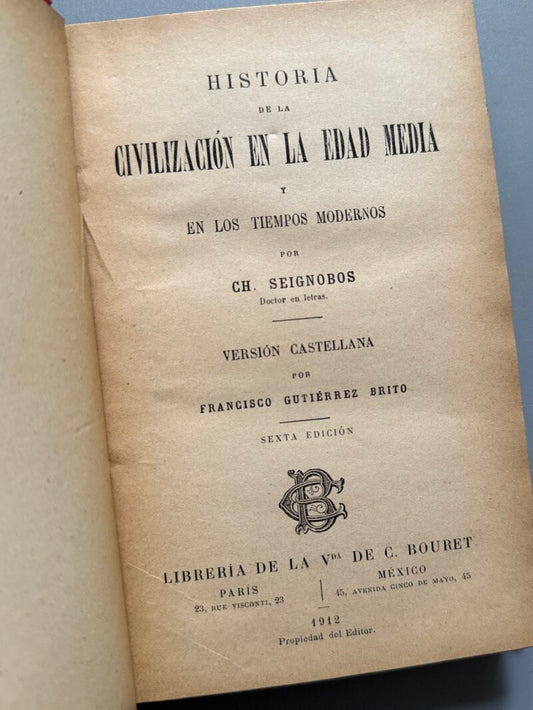 HISTORIA
DE LA
CIVILIZACIÓN EN LA EDAD MEDIA
Y
EN LOS TIEMPOS MODERNOS
POR
CH. SEIGNOBOS
Doctor en letras.
VERSIÓN CASTELLANA
POR
FRANCISCO GUTIÉRREZ BRITO
SEXTA EDICIÓN
CB
LIBRERÍA DE LA Vda DE C. BOURET
PARÍS
23, RUE VISCONTI, 23
MÉXICO
45, AVENIDA CINCO DE MAYO, 45
1912
Propiedad del Editor.